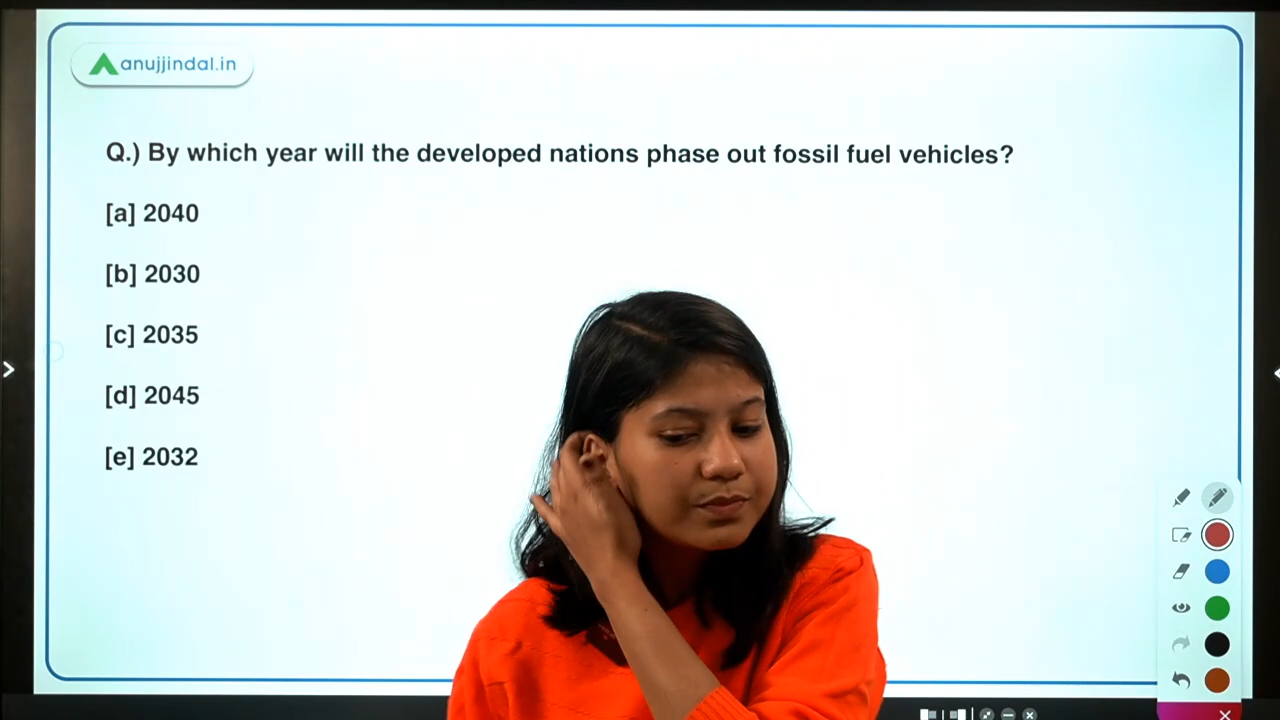 anujjindal.in
Q.) By which year will the developed nations phase out fossil fuel vehicles?
[a] 2040
[b] 2030
[c] 2035
[d] 2045
[e] 2032